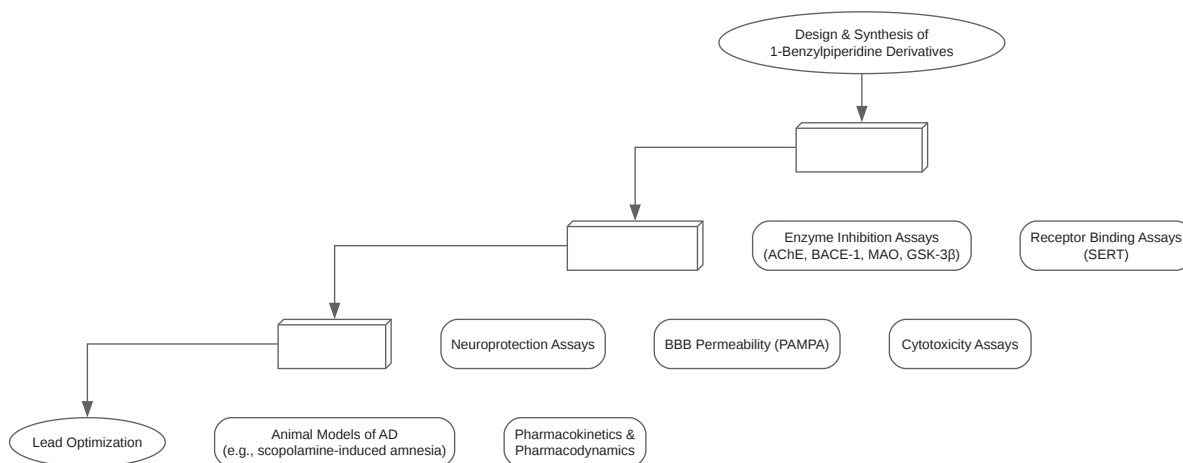 Design & Synthesis of
1-Benzylpiperidine Derivatives
Enzyme Inhibition Assays
(AChE, BACE-1, MAO, GSK-3β)
Receptor Binding Assays
(SERT)
Neuroprotection Assays
BBB Permeability (PAMPA)
Cytotoxicity Assays
Lead Optimization
Animal Models of AD
(e.g., scopolamine-induced amnesia)
Pharmacokinetics &
Pharmacodynamics